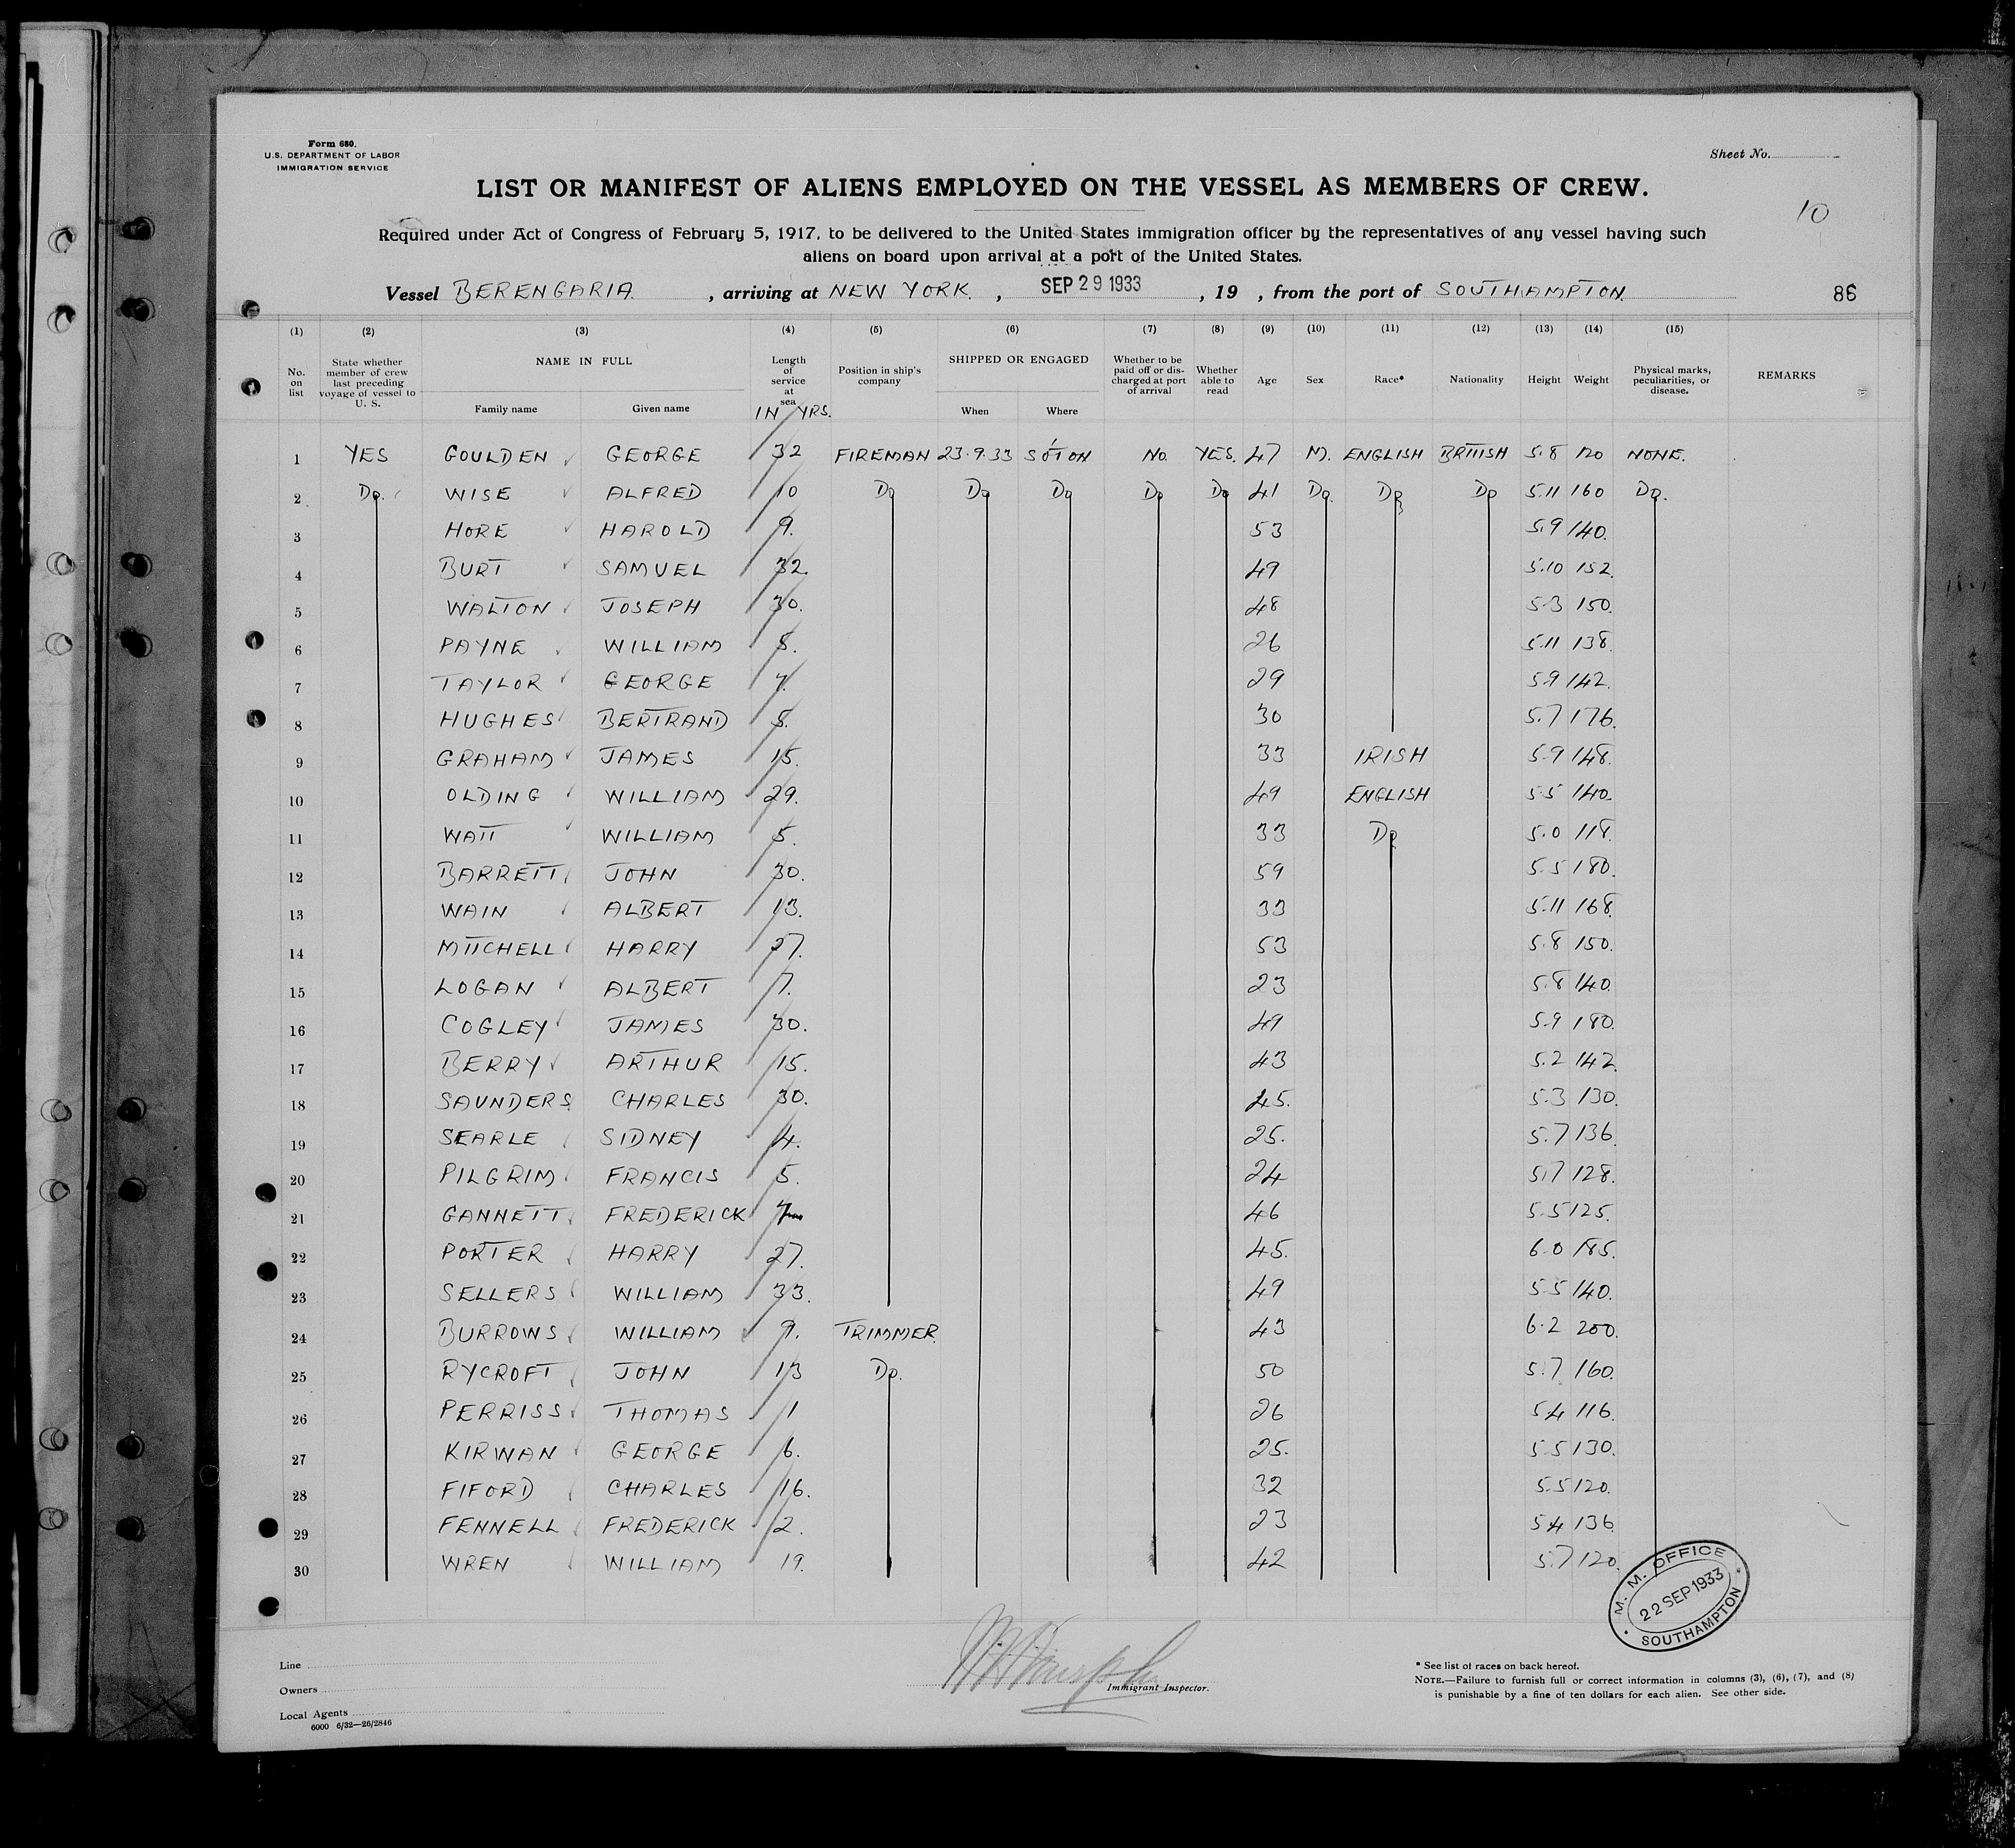 Form 680.
U.S. DEPARTMENT OF LABOR
IMMIGRATION SERVICE
Sheet No.
LIST OR MANIFEST OF ALIENS EMPLOYED ON THE VESSEL AS MEMBERS OF CREW.
10
Required under Act of Congress of February 5, 1917, to be delivered to the United States immigration officer by the representatives of any vessel having such
aliens on board upon arrival at a port of the United States.
Vessel BERENGARIA, arriving at NEW YORK, SEP 29 1933, 19 , from the port of SOUTHAMPTON 86
(1) (2) (3) (4) (5) (6) (7) (8) (9) (10) (11) (12) (13) (14) (15)
No. on list State whether member of crew last preceding voyage of vessel to U. S. NAME IN FULL Family name Given name Length of service at sea IN YRS. Position in ship's company SHIPPED OR ENGAGED When Where Whether to be paid off or discharged at port of arrival Whether able to read Age Sex Race* Nationality Height Weight Physical marks, peculiarities, or disease. REMARKS
1 YES GOULDEN GEORGE 32 FIREMAN 23.9.33 SO'TON No. YES. 47 M. ENGLISH BRITISH 5.8 120 NONE.
2 Do. WISE ALFRED 10 Do Do Do Do Do 41 Do. Do Do 5.11 160 Do.
3 HORE HAROLD 9. 53 5.9 140.
4 BURT SAMUEL 32. 49 5.10 152.
5 WALTON JOSEPH 30. 48 5.3 150.
6 PAYNE WILLIAM 8. 26 5.11 138.
7 TAYLOR GEORGE 7. 29 5.9 142.
8 HUGHES BERTRAND 8. 30 5.7 176.
9 GRAHAM JAMES 15. 33 IRISH 5.9 148.
10 OLDING WILLIAM 29. 49 ENGLISH 5.5 140.
11 WATT WILLIAM 5. 33 Do 5.0 118.
12 BARRETT JOHN 30. 59 5.5 180.
13 WAIN ALBERT 13. 33 5.11 168.
14 MITCHELL HARRY 27. 53 5.8 150.
15 LOGAN ALBERT 7. 23 5.8 140.
16 COGLEY JAMES 30. 49 5.9 180.
17 BERRY ARTHUR 15. 43 5.2 142.
18 SAUNDERS CHARLES 30. 45. 5.3 130.
19 SEARLE SIDNEY 4. 25. 5.7 136.
20 PILGRIM FRANCIS 5. 24 5.7 128.
21 GANNETT FREDERICK 46 5.5 125.
22 PORTER HARRY 27. 45. 6.0 185.
23 SELLERS WILLIAM 33. 49 5.5 140.
24 BURROWS WILLIAM 9. TRIMMER. 43 6.2 200.
25 RYCROFT JOHN 13 Do. 50 5.7 160.
26 PERRISS THOMAS 1 26 5.4 116.
27 KIRWAN GEORGE 6. 25. 5.5 130.
28 FIFORD CHARLES 16. 32 5.5 120.
29 FENNELL FREDERICK 2. 23 5.4 136.
30 WREN WILLIAM 19. 42 5.7 120.
M. M. OFFICE
22 SEP 1933
SOUTHAMPTON
Line
Owners
Local Agents
6000 6/32—26/2846
Immigrant Inspector.
* See list of races on back hereof.
NOTE.—Failure to furnish full or correct information in columns (3), (6), (7), and (8)
is punishable by a fine of ten dollars for each alien. See other side.